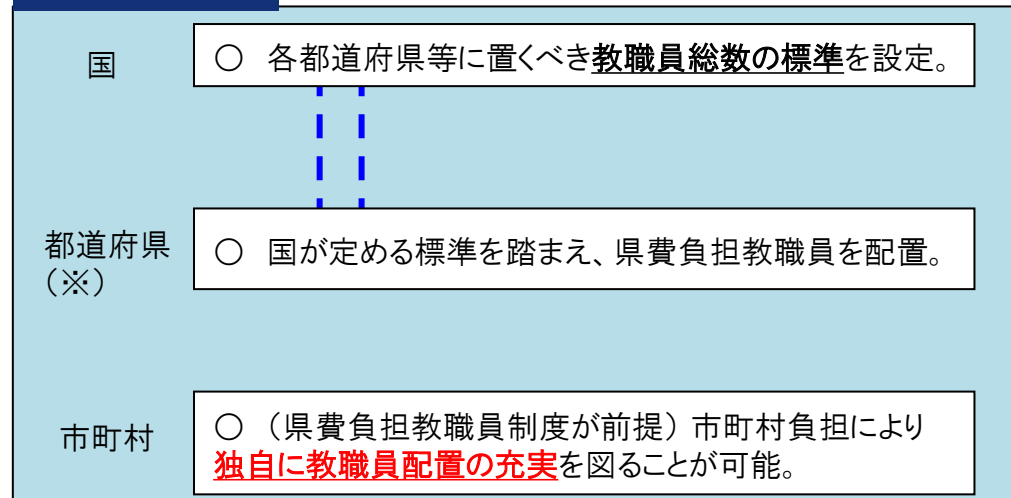 国
○ 各都道府県等に置くべき教職員総数の標準を設定。
都道府県
（※）
○ 国が定める標準を踏まえ、県費負担教職員を配置。
市町村
○ （県費負担教職員制度が前提）市町村負担により
独自に教職員配置の充実を図ることが可能。